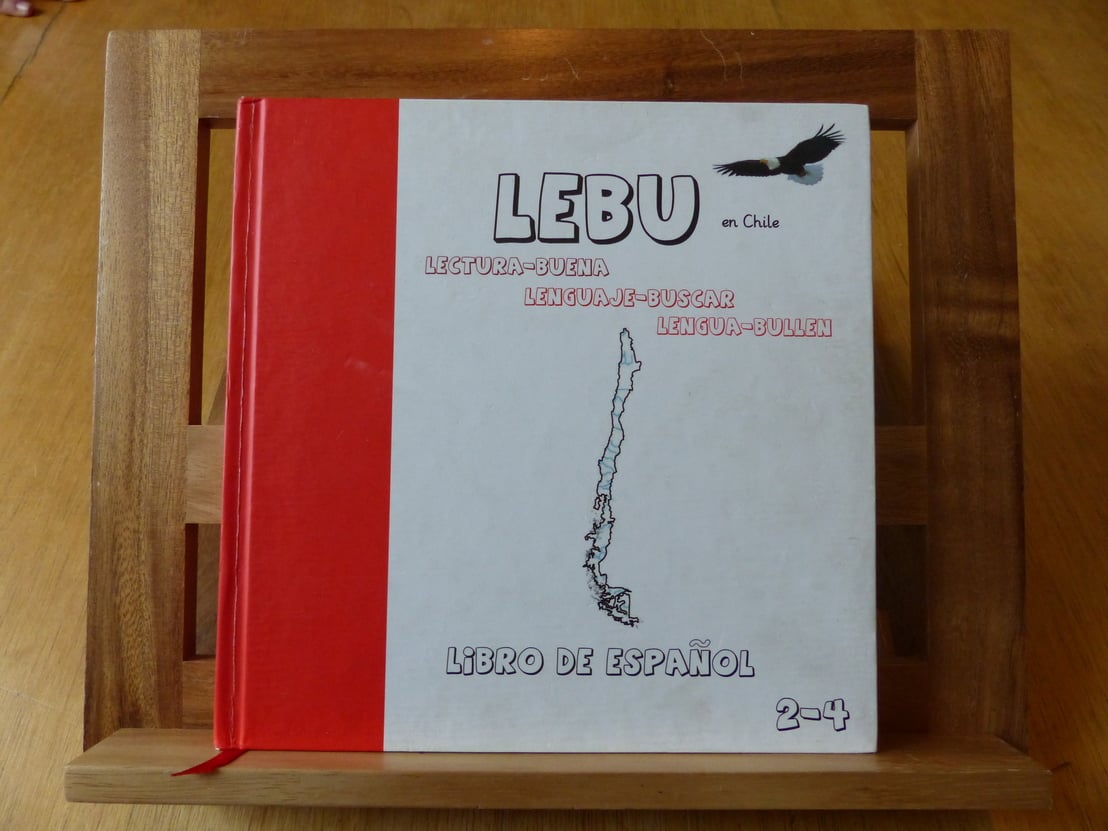 LEBU
en Chile
LECTURA-BUENA
LENGUAJE-BUSCAR
LENGUA-BULLEN
LiBRO DE ESPAÑOL
2-4